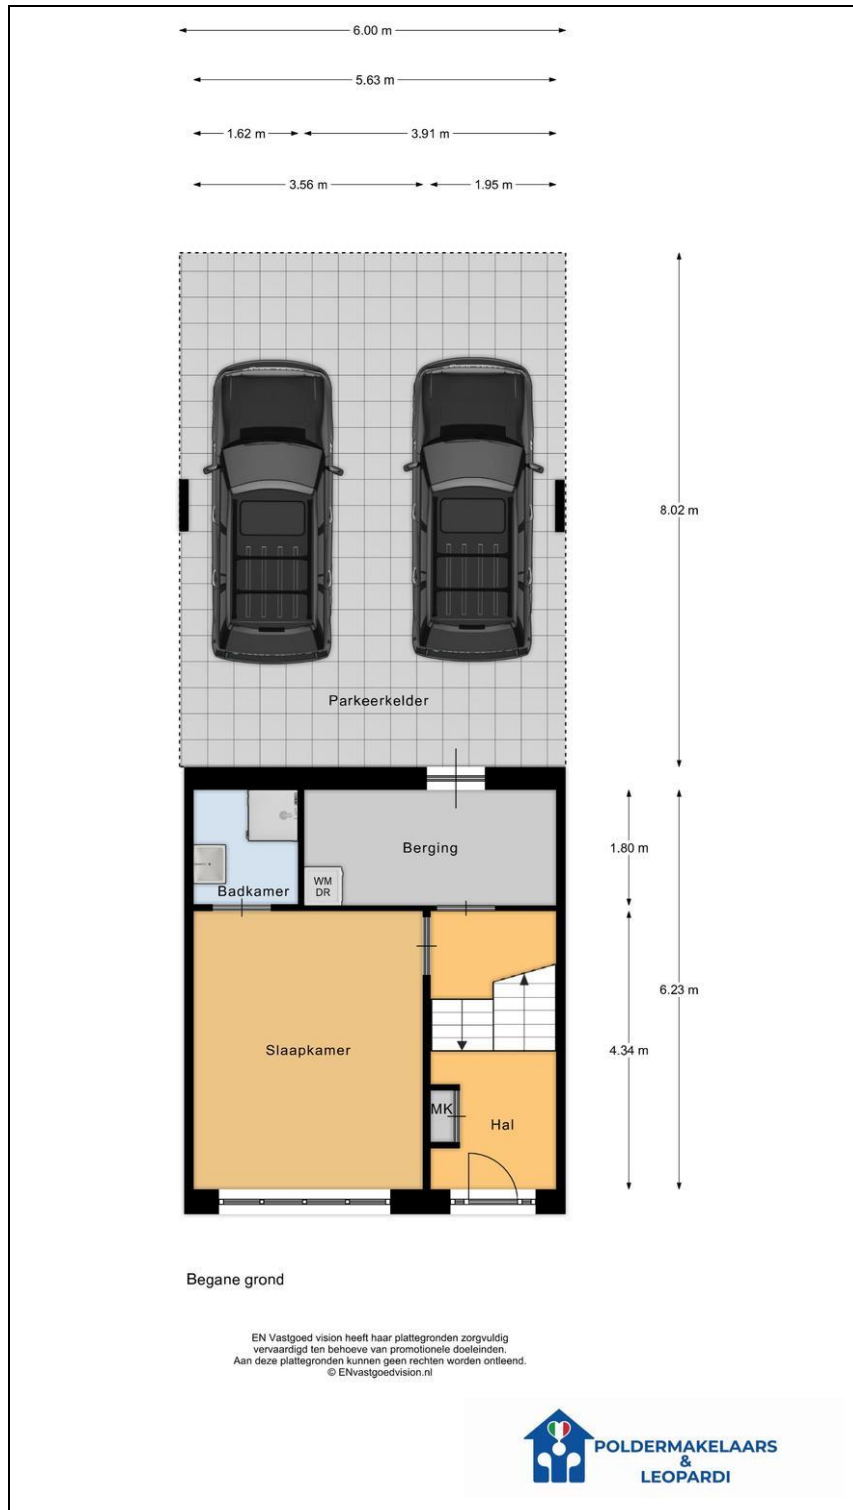 6.00 m
5.63 m
1.62 m 3.91 m
3.56 m 1.95 m
8.02 m
Parkeerkelder
Berging
1.80 m
WM
DR
Badkamer
6.23 m
Slaapkamer
4.34 m
MK
Hal
Begane grond
EN Vastgoed vision heeft haar plattegronden zorgvuldig
vervaardigd ten behoeve van promotionele doeleinden.
Aan deze plattegronden kunnen geen rechten worden ontleend.
© ENvastgoedvision.nl
POLDERMAKELAARS
&
LEOPARDI